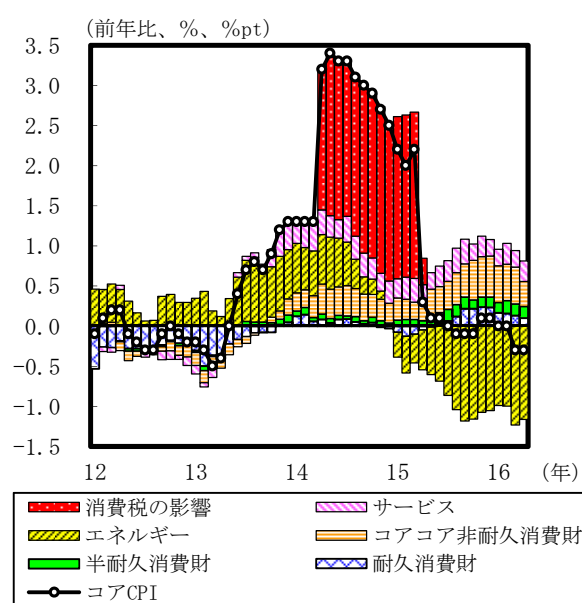 (前年比、%、%pt)
3.5
3.0
2.5
2.0
1.5
1.0
0.5
0.0
-0.5
-1.0
-1.5
12 13 14 15 16 (年)
消費税の影響 サービス
エネルギー コアコア非耐久消費財
半耐久消費財 耐久消費財
コアCPI